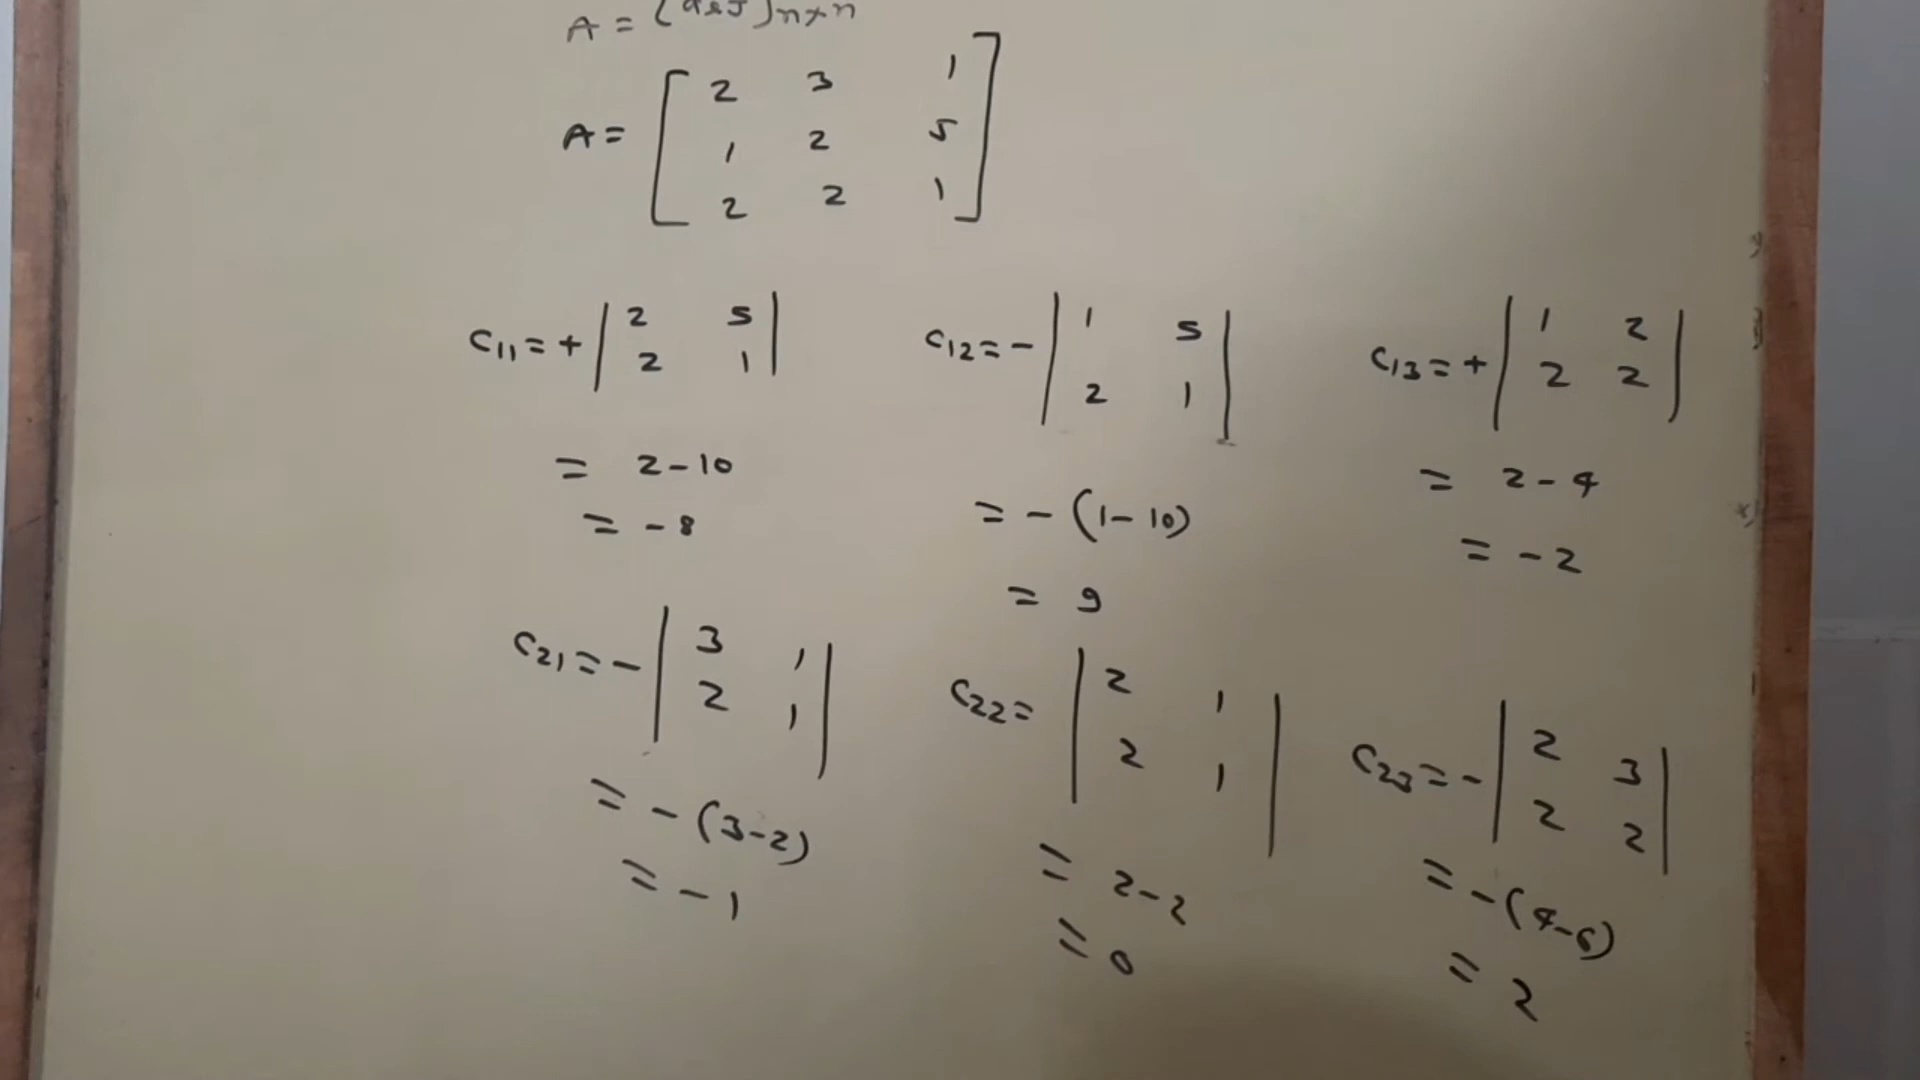 A = [aij]n×n
A = [ 2 3 1
1 2 5
2 2 1 ]
C11 = + | 2 5
2 1 |
= 2 - 10
= - 8
C12 = - | 1 5
2 1 |
= - (1 - 10)
= 9
C13 = + | 1 2
2 2 |
= 2 - 4
= - 2
C21 = - | 3 1
2 1 |
= - (3 - 2)
= - 1
C22 = | 2 1
2 1 |
= 2 - 2
= 0
C23 = - | 2 3
2 2 |
= - (4 - 6)
= 2